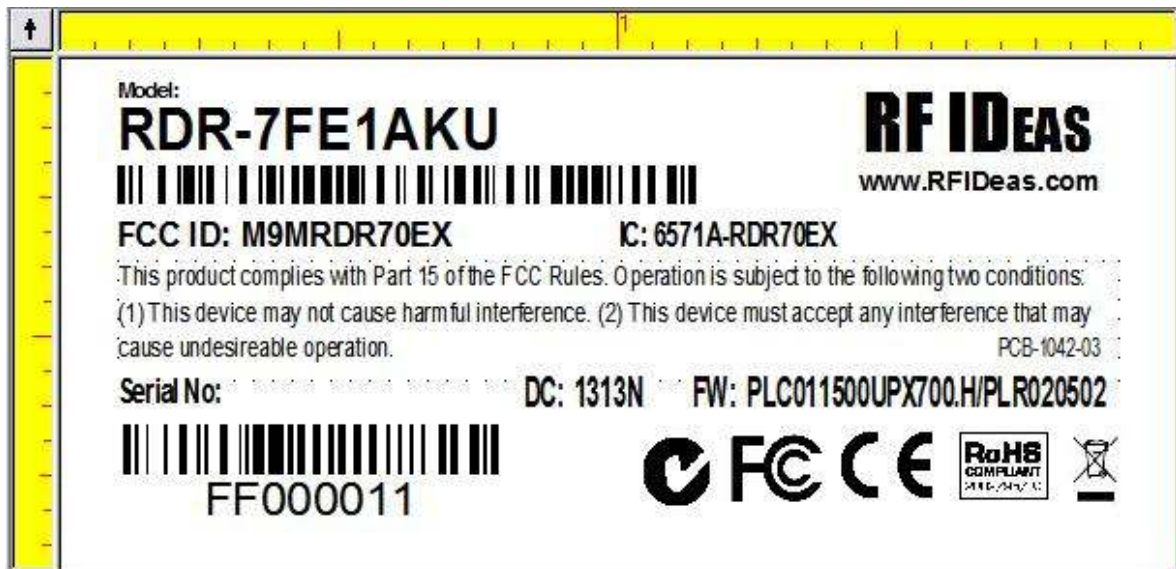 1
Model:
RDR-7FE1AKU
RF IDEAS
www.RFIDeas.com
FCC ID: M9MRDR70EX IC: 6571A-RDR70EX
This product complies with Part 15 of the FCC Rules. Operation is subject to the following two conditions:
(1) This device may not cause harmful interference. (2) This device must accept any interference that may
cause undesireable operation. PCB-1042-03
Serial No: DC: 1313N FW: PLC011500UPX700.H/PLR020502
FF000011
FC CE RoHS
COMPLIANT